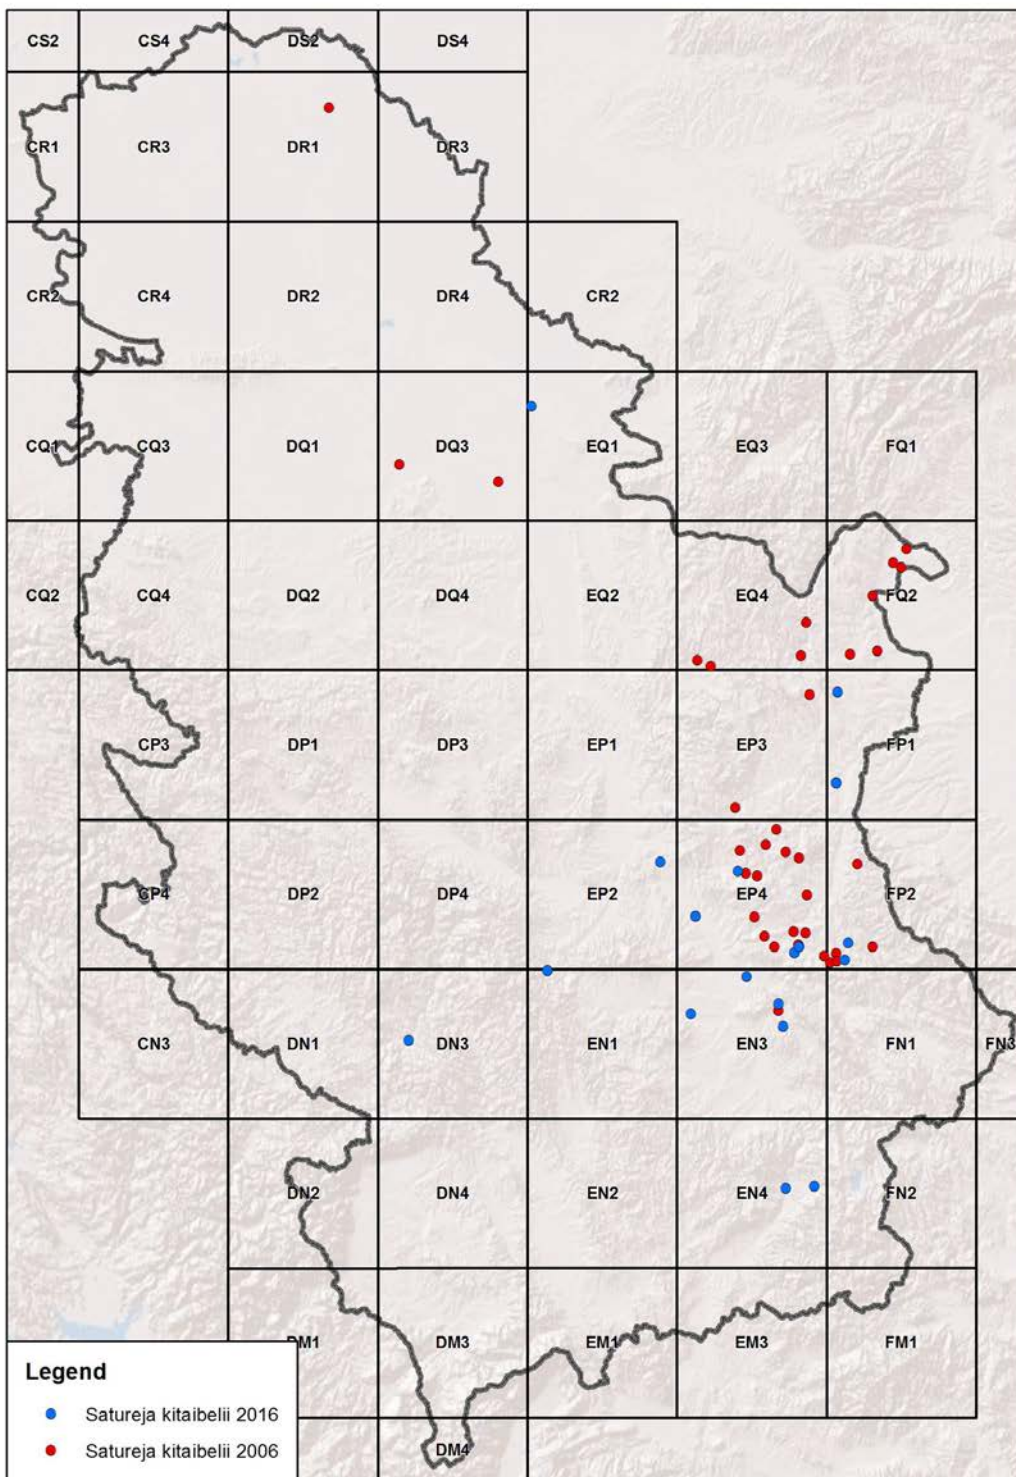 CS2 CS4 DS2 DS4
CR1 CR3 DR1 DR3
CR2 CR4 DR2 DR4 CR2
CQ1 CQ3 DQ1 DQ3 EQ1 EQ3 FQ1
CQ2 CQ4 DQ2 DQ4 EQ2 EQ4 FQ2
CP3 DP1 DP3 EP1 EP3 FP1
CP4 DP2 DP4 EP2 EP4 FP2
CN3 DN1 DN3 EN1 EN3 FN1 FN3
DN2 DN4 EN2 EN4 FN2
DM1 DM3 EM1 EM3 FM1
DM4
Legend
Satureja kitaibelii 2016
Satureja kitaibelii 2006